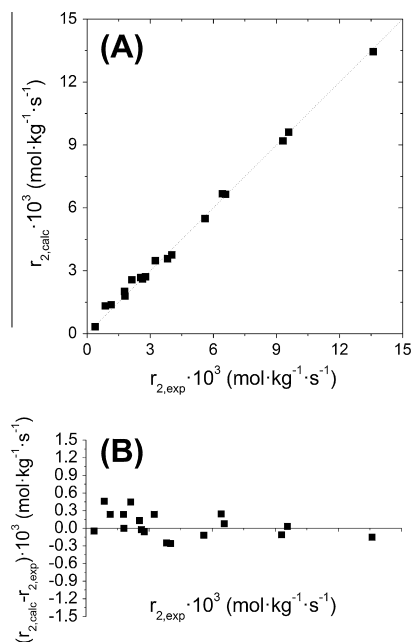 (A)
15
12
9
6
3
0
r2,calc·10³ (mol·kg⁻¹·s⁻¹)
0 3 6 9 12 15
r2,exp·10³ (mol·kg⁻¹·s⁻¹)
(B)
1.5
1.2
0.9
0.6
0.3
0.0
-0.3
-0.6
-0.9
-1.2
-1.5
(r2,calc-r2,exp)·10³ (mol·kg⁻¹·s⁻¹)
r2,exp·10³ (mol·kg⁻¹·s⁻¹)